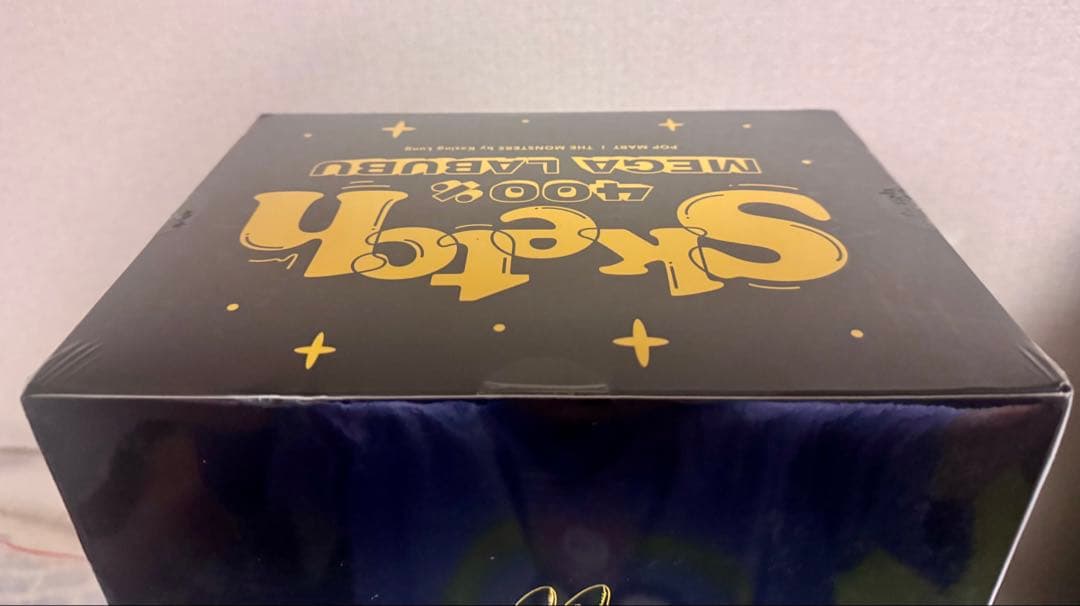 Sketch
400%
MEGA LABUBU
POP MART | THE MONSTERS by Kasing Lung